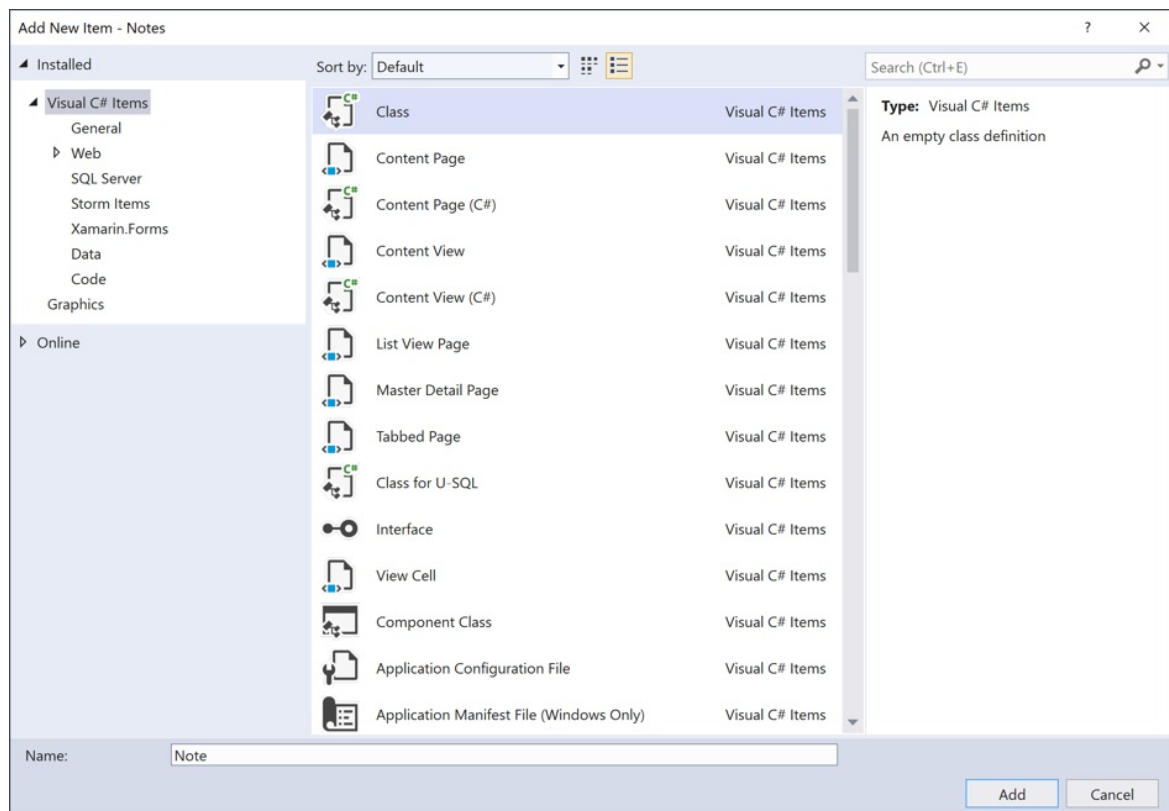 Add New Item - Notes
? ×
Installed
Sort by: Default
Search (Ctrl+E)
Visual C# Items
General
Web
SQL Server
Storm Items
Xamarin.Forms
Data
Code
Graphics
Online
C# Class Visual C# Items
Content Page Visual C# Items
C# Content Page (C#) Visual C# Items
Content View Visual C# Items
C# Content View (C#) Visual C# Items
List View Page Visual C# Items
Master Detail Page Visual C# Items
Tabbed Page Visual C# Items
C# Class for U-SQL Visual C# Items
Interface Visual C# Items
View Cell Visual C# Items
Component Class Visual C# Items
Application Configuration File Visual C# Items
Application Manifest File (Windows Only) Visual C# Items
Type: Visual C# Items
An empty class definition
Name: Note
Add Cancel